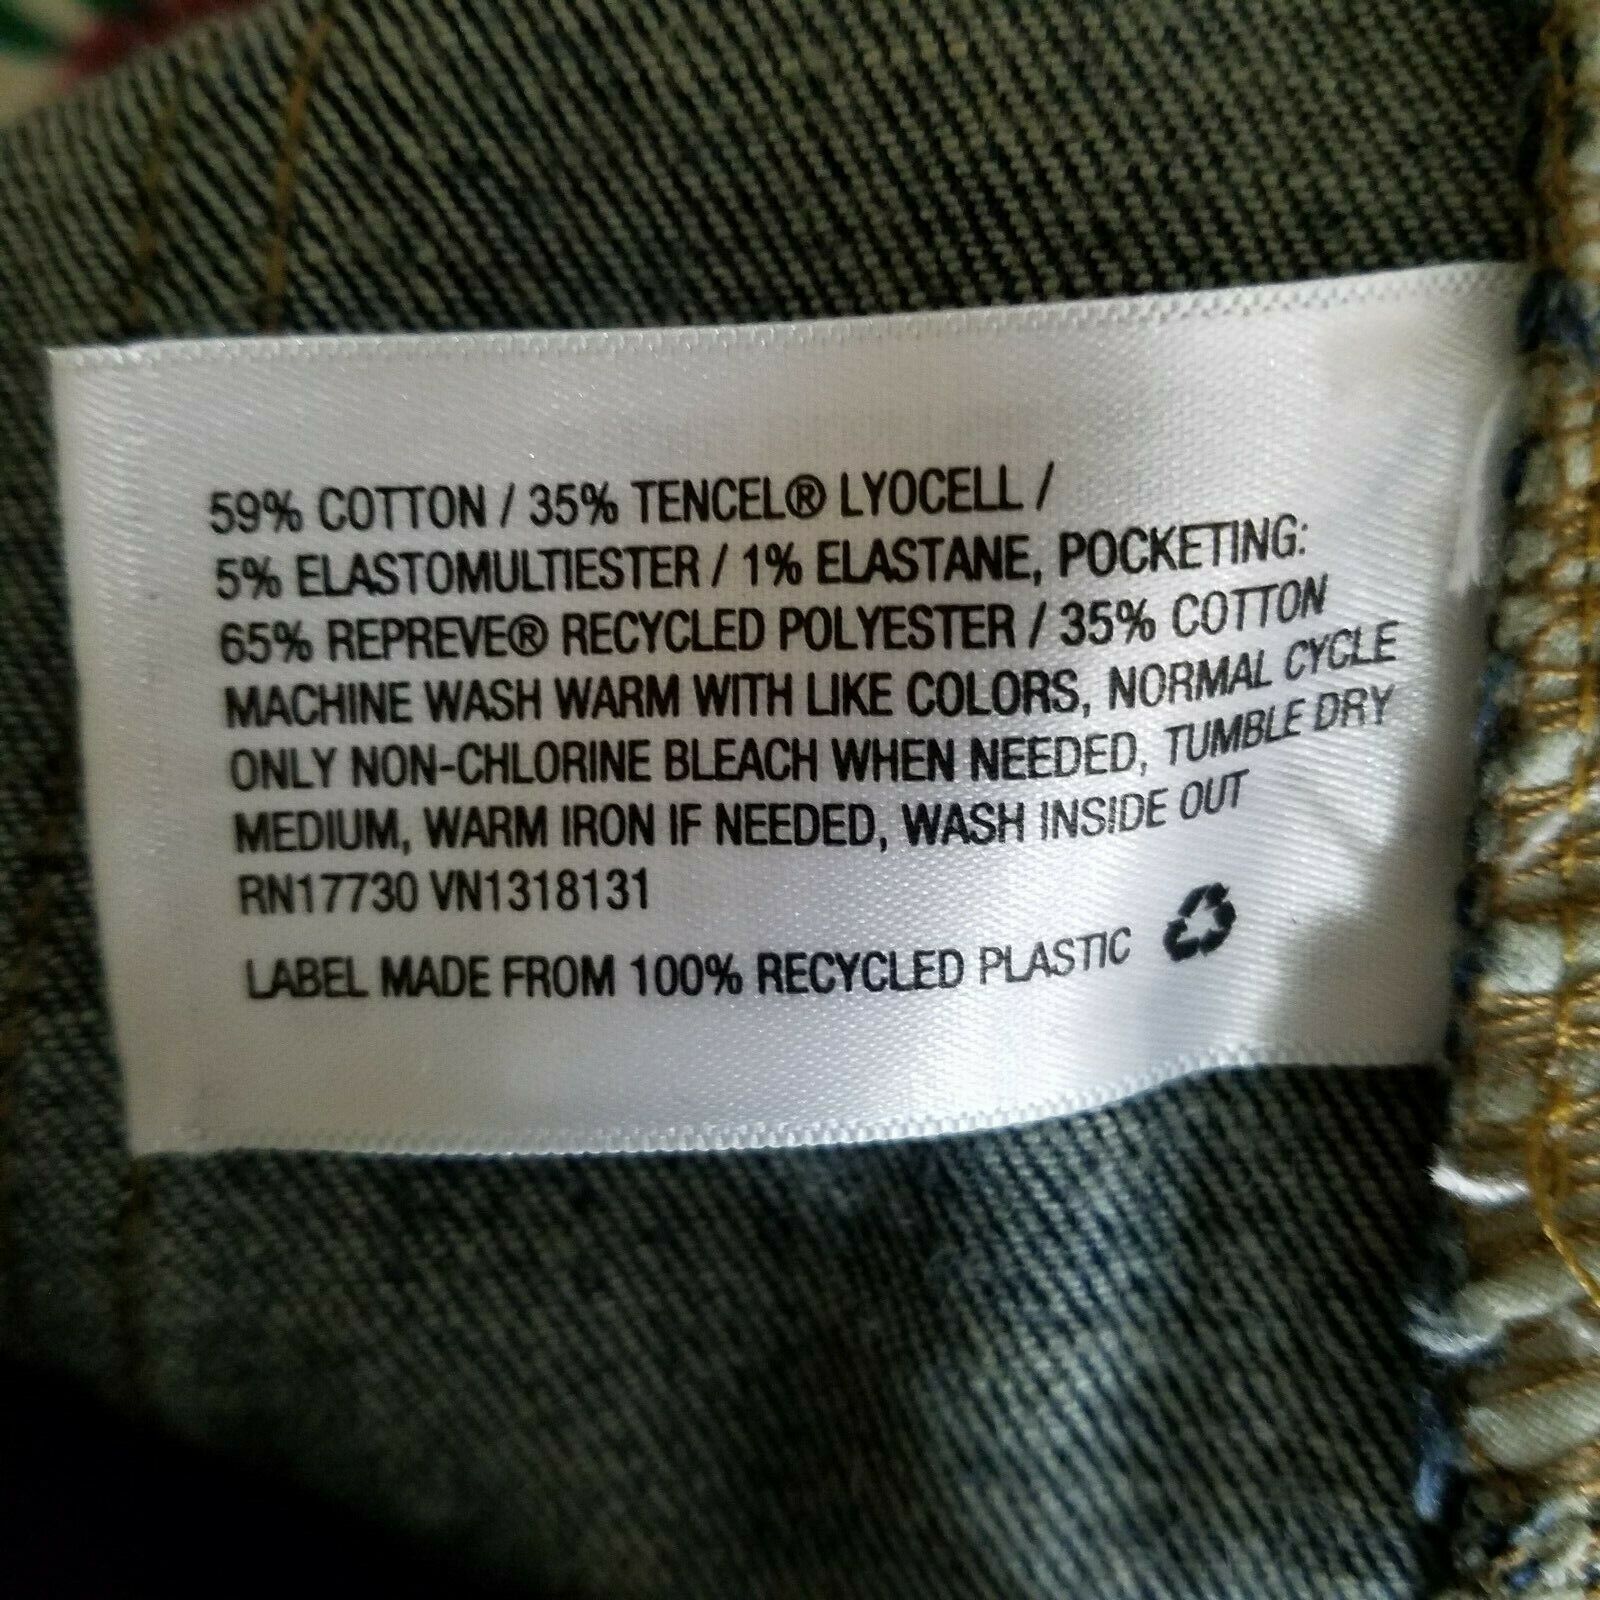 59% COTTON / 35% TENCEL® LYOCELL /
5% ELASTOMULTIESTER / 1% ELASTANE, POCKETING:
65% REPREVE® RECYCLED POLYESTER / 35% COTTON
MACHINE WASH WARM WITH LIKE COLORS, NORMAL CYCLE
ONLY NON-CHLORINE BLEACH WHEN NEEDED, TUMBLE DRY
MEDIUM, WARM IRON IF NEEDED, WASH INSIDE OUT
RN17730 VN1318131
LABEL MADE FROM 100% RECYCLED PLASTIC